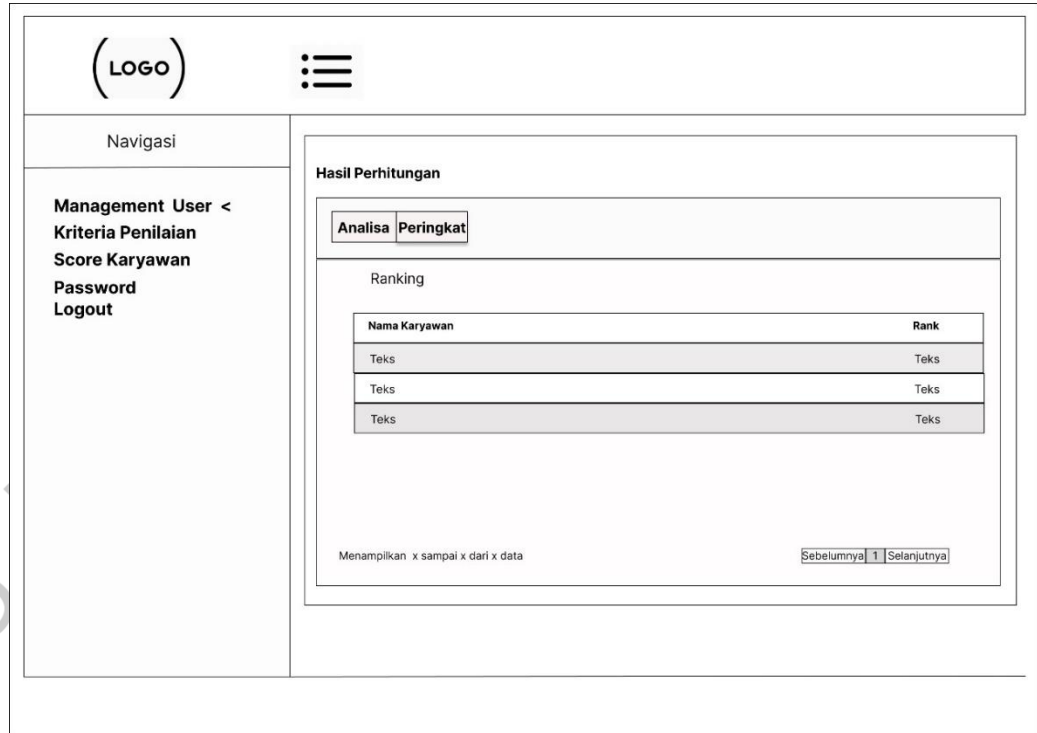 LOGO
Navigasi
Management User <
Kriteria Penilaian
Score Karyawan
Password
Logout
Hasil Perhitungan
Analisa Peringkat
Ranking
Nama Karyawan Rank
Teks Teks
Teks Teks
Teks Teks
Menampilkan x sampai x dari x data
Sebelumnya 1 Selanjutnya